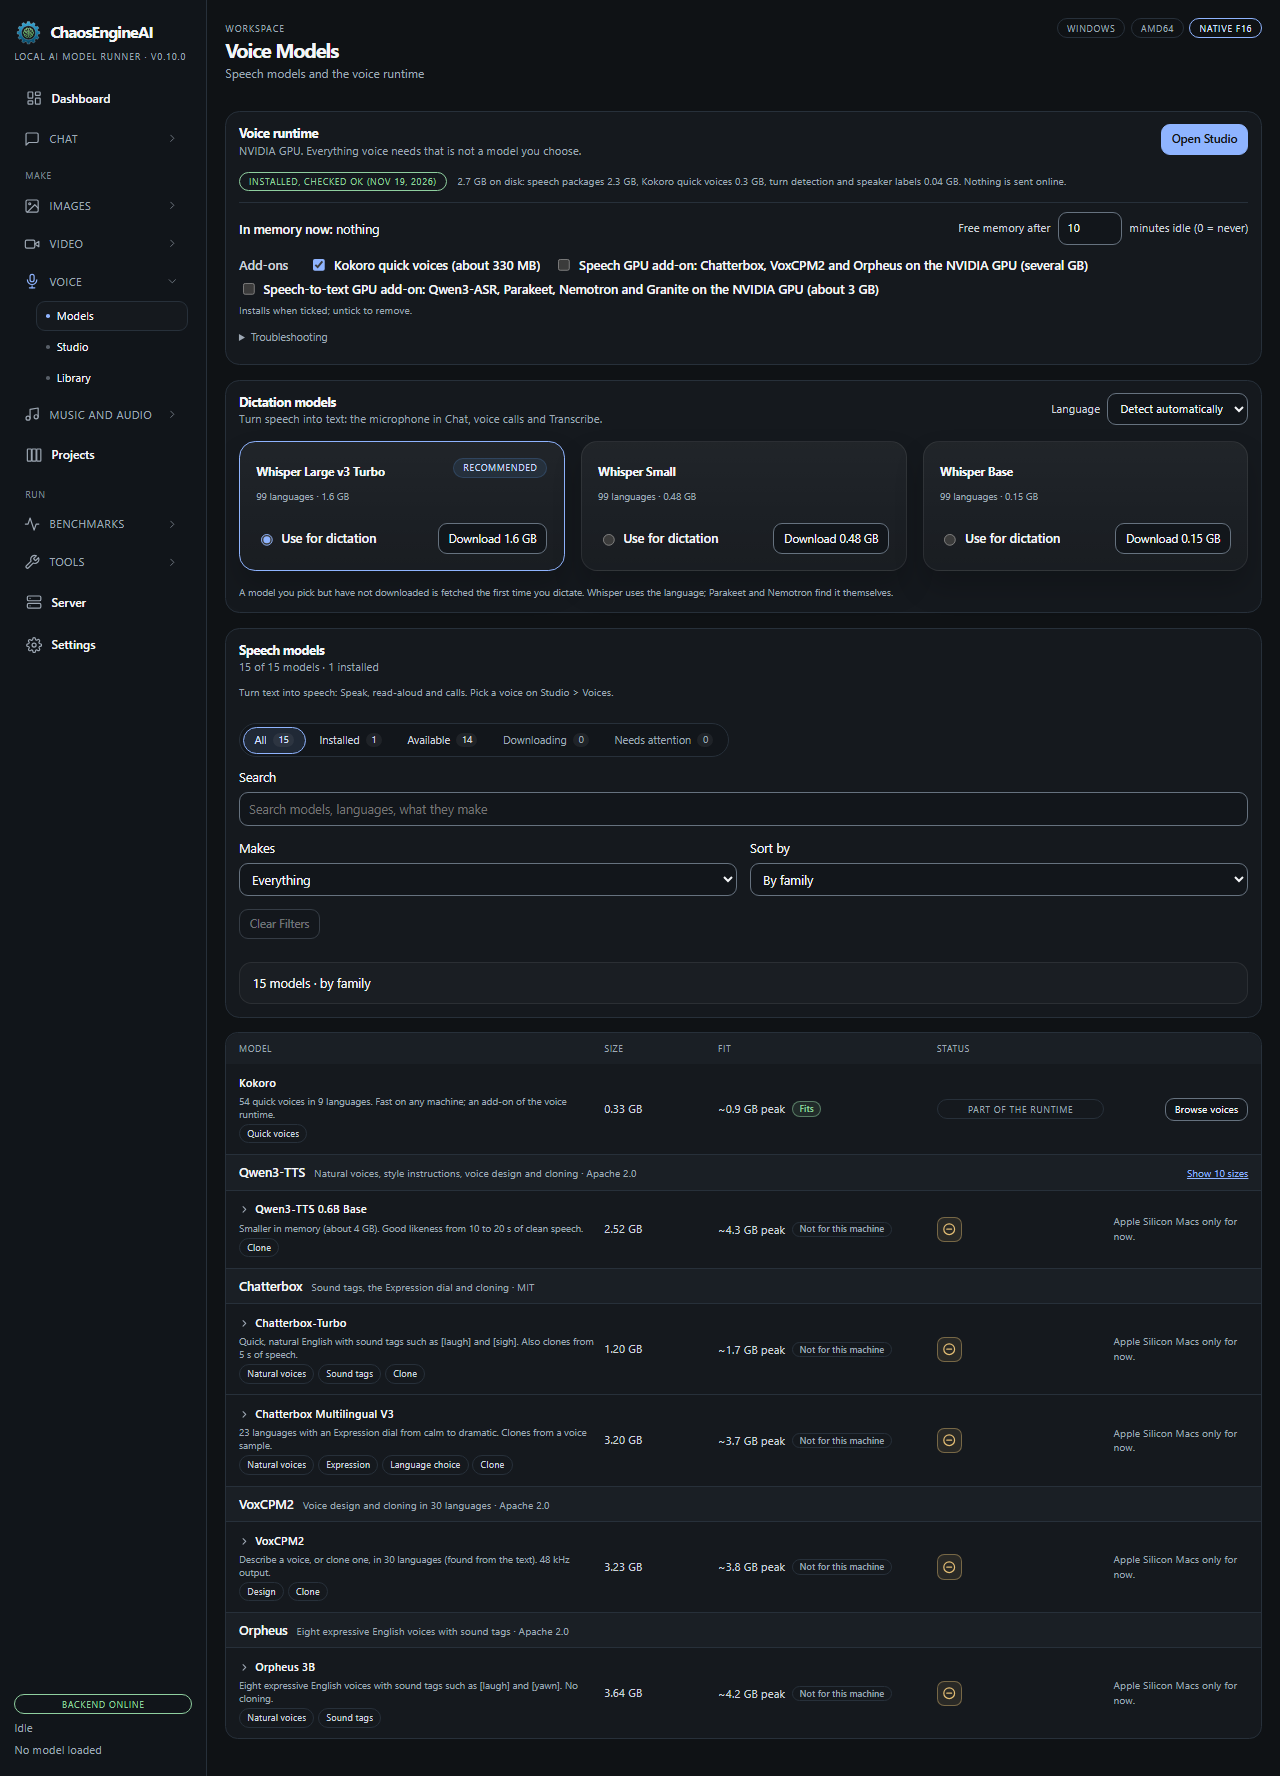 ChaosEngineAI
LOCAL AI MODEL RUNNER · V0.10.0
Dashboard
CHAT
MAKE
IMAGES
VIDEO
VOICE
Models
Studio
Library
MUSIC AND AUDIO
Projects
RUN
BENCHMARKS
TOOLS
Server
Settings
BACKEND ONLINE
Idle
No model loaded
WORKSPACE
Voice Models
Speech models and the voice runtime
WINDOWS
AMD64
NATIVE F16
Voice runtime
NVIDIA GPU. Everything voice needs that is not a model you choose.
Open Studio
INSTALLED, CHECKED OK (NOV 19, 2026)
2.7 GB on disk: speech packages 2.3 GB, Kokoro quick voices 0.3 GB, turn detection and speaker labels 0.04 GB. Nothing is sent online.
In memory now: nothing
Free memory after 10 minutes idle (0 = never)
Add-ons
Kokoro quick voices (about 330 MB)
Speech GPU add-on: Chatterbox, VoxCPM2 and Orpheus on the NVIDIA GPU (several GB)
Speech-to-text GPU add-on: Qwen3-ASR, Parakeet, Nemotron and Granite on the NVIDIA GPU (about 3 GB)
Installs when ticked; untick to remove.
Troubleshooting
Dictation models
Turn speech into text: the microphone in Chat, voice calls and Transcribe.
Language
Detect automatically
Whisper Large v3 Turbo
RECOMMENDED
99 languages · 1.6 GB
Use for dictation
Download 1.6 GB
Whisper Small
99 languages · 0.48 GB
Use for dictation
Download 0.48 GB
Whisper Base
99 languages · 0.15 GB
Use for dictation
Download 0.15 GB
A model you pick but have not downloaded is fetched the first time you dictate. Whisper uses the language; Parakeet and Nemotron find it themselves.
Speech models
15 of 15 models · 1 installed
Turn text into speech: Speak, read-aloud and calls. Pick a voice on Studio > Voices.
All 15
Installed 1
Available 14
Downloading 0
Needs attention 0
Search
Search models, languages, what they make
Makes
Everything
Sort by
By family
Clear Filters
15 models · by family
MODEL
SIZE
FIT
STATUS
Kokoro
54 quick voices in 9 languages. Fast on any machine; an add-on of the voice
runtime.
Quick voices
0.33 GB
~0.9 GB peak
Fits
PART OF THE RUNTIME
Browse voices
Qwen3-TTS Natural voices, style instructions, voice design and cloning · Apache 2.0
Show 10 sizes
Qwen3-TTS 0.6B Base
Smaller in memory (about 4 GB). Good likeness from 10 to 20 s of clean speech.
Clone
2.52 GB
~4.3 GB peak
Not for this machine
Apple Silicon Macs only for
now.
Chatterbox Sound tags, the Expression dial and cloning · MIT
Chatterbox-Turbo
Quick, natural English with sound tags such as [laugh] and [sigh]. Also clones from
5 s of speech.
Natural voices
Sound tags
Clone
1.20 GB
~1.7 GB peak
Not for this machine
Apple Silicon Macs only for
now.
Chatterbox Multilingual V3
23 languages with an Expression dial from calm to dramatic. Clones from a voice
sample.
Natural voices
Expression
Language choice
Clone
3.20 GB
~3.7 GB peak
Not for this machine
Apple Silicon Macs only for
now.
VoxCPM2 Voice design and cloning in 30 languages · Apache 2.0
VoxCPM2
Describe a voice, or clone one, in 30 languages (found from the text). 48 kHz
output.
Design
Clone
3.23 GB
~3.8 GB peak
Not for this machine
Apple Silicon Macs only for
now.
Orpheus Eight expressive English voices with sound tags · Apache 2.0
Orpheus 3B
Eight expressive English voices with sound tags such as [laugh] and [yawn]. No
cloning.
Natural voices
Sound tags
3.64 GB
~4.2 GB peak
Not for this machine
Apple Silicon Macs only for
now.